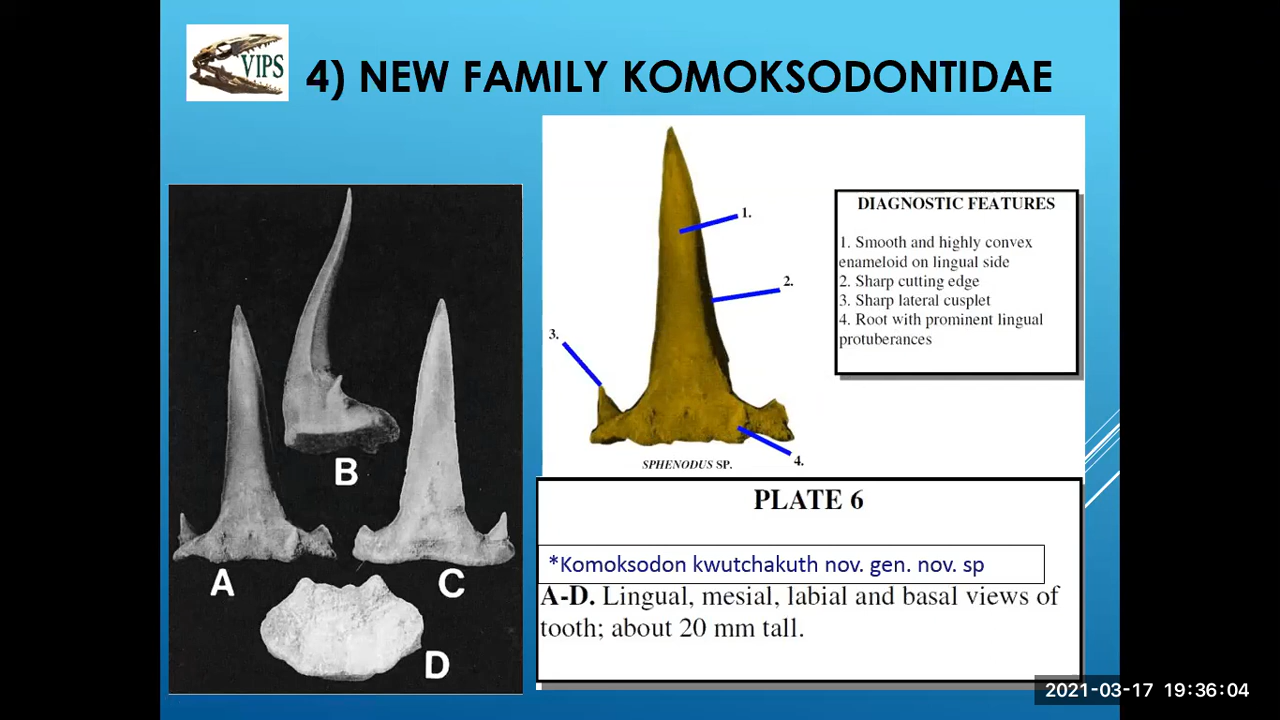 VIPS
4) NEW FAMILY KOMOKSODONTIDAE
A
B
C
D
1.
2.
3.
4.
SPHENODUS SP.
DIAGNOSTIC FEATURES
1. Smooth and highly convex
enameloid on lingual side
2. Sharp cutting edge
3. Sharp lateral cusplet
4. Root with prominent lingual
protuberances
PLATE 6
*Komoksodon kwutchakuth nov. gen. nov. sp
A-D. Lingual, mesial, labial and basal views of
tooth; about 20 mm tall.
2021-03-17 19:36:04